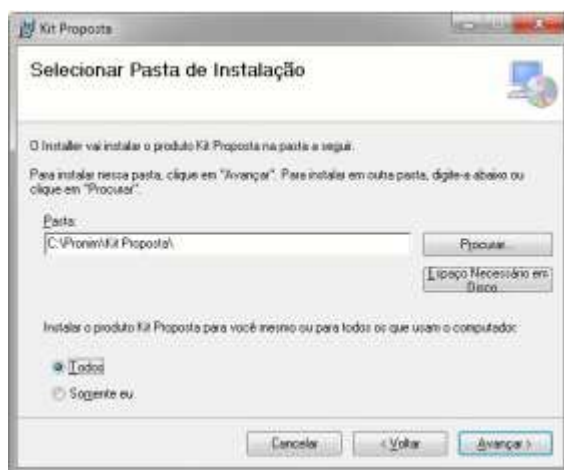 Kit Proposta
Selecionar Pasta de Instalação
O Installer vai instalar o produto Kit Proposta na pasta a seguir.
Para instalar nessa pasta, clique em "Avançar". Para instalar em outra pasta, digite-a abaixo ou
clique em "Procurar".
Pasta:
C:\Pronim\Kit Proposta\
Procurar...
Espaço Necessário em
Disco...
Instalar o produto Kit Proposta para você mesmo ou para todos os que usam o computador:
Todos
Somente eu
Cancelar
< Voltar
Avançar >